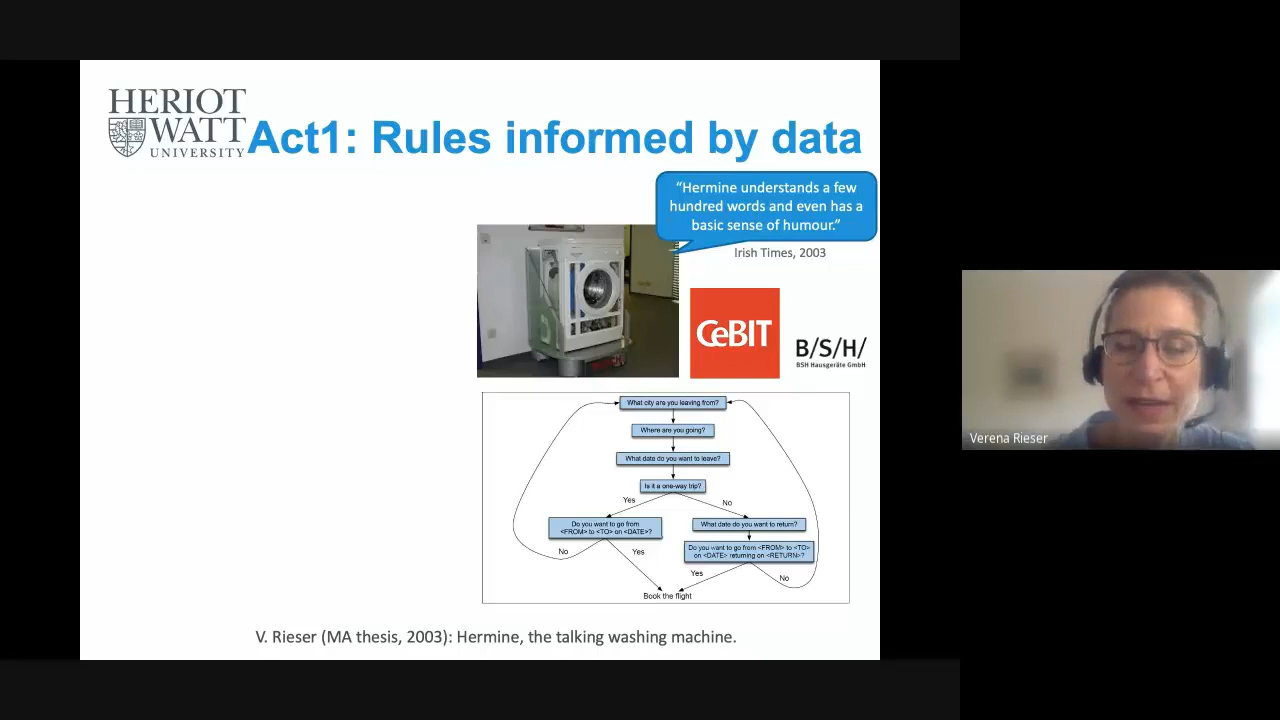 HERIOT
WATT
UNIVERSITY
Act1: Rules informed by data
“Hermine understands a few
hundred words and even has a
basic sense of humour.”
Irish Times, 2003
CeBIT
B/S/H/
BSH Hausgeräte GmbH
What city are you leaving from?
Where are you going?
What date do you want to leave?
Is it a one-way trip?
Yes
No
Do you want to go from
<FROM> to <TO> on <DATE>?
What date do you want to return?
Do you want to go from <FROM> to <TO>
on <DATE> returning on <RETURN>?
No
Yes
Yes
No
Book the flight
V. Rieser (MA thesis, 2003): Hermine, the talking washing machine.
Verena Rieser